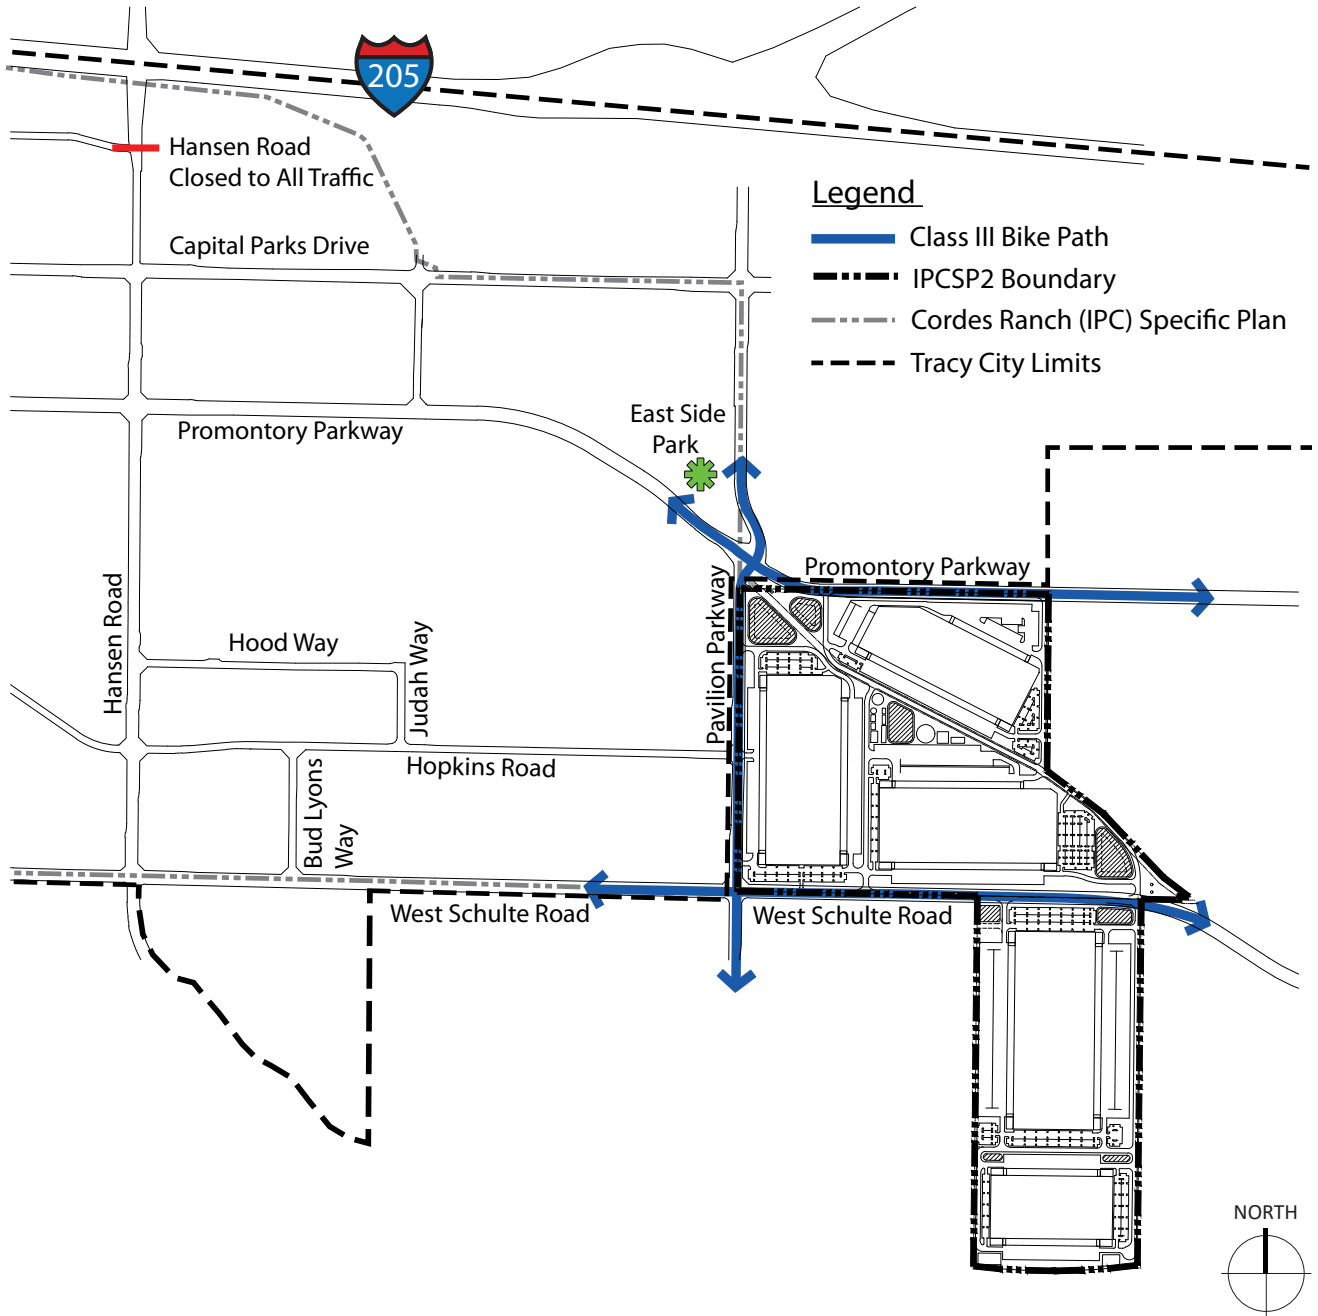 205
Hansen Road
Closed to All Traffic
Legend
Class III Bike Path
IPCSP2 Boundary
Cordes Ranch (IPC) Specific Plan
Tracy City Limits
Capital Parks Drive
East Side
Park
Promontory Parkway
Promontory Parkway
Hansen Road
Hood Way
Judah Way
Pavilion Parkway
Hopkins Road
Bud Lyons
Way
West Schulte Road
West Schulte Road
NORTH